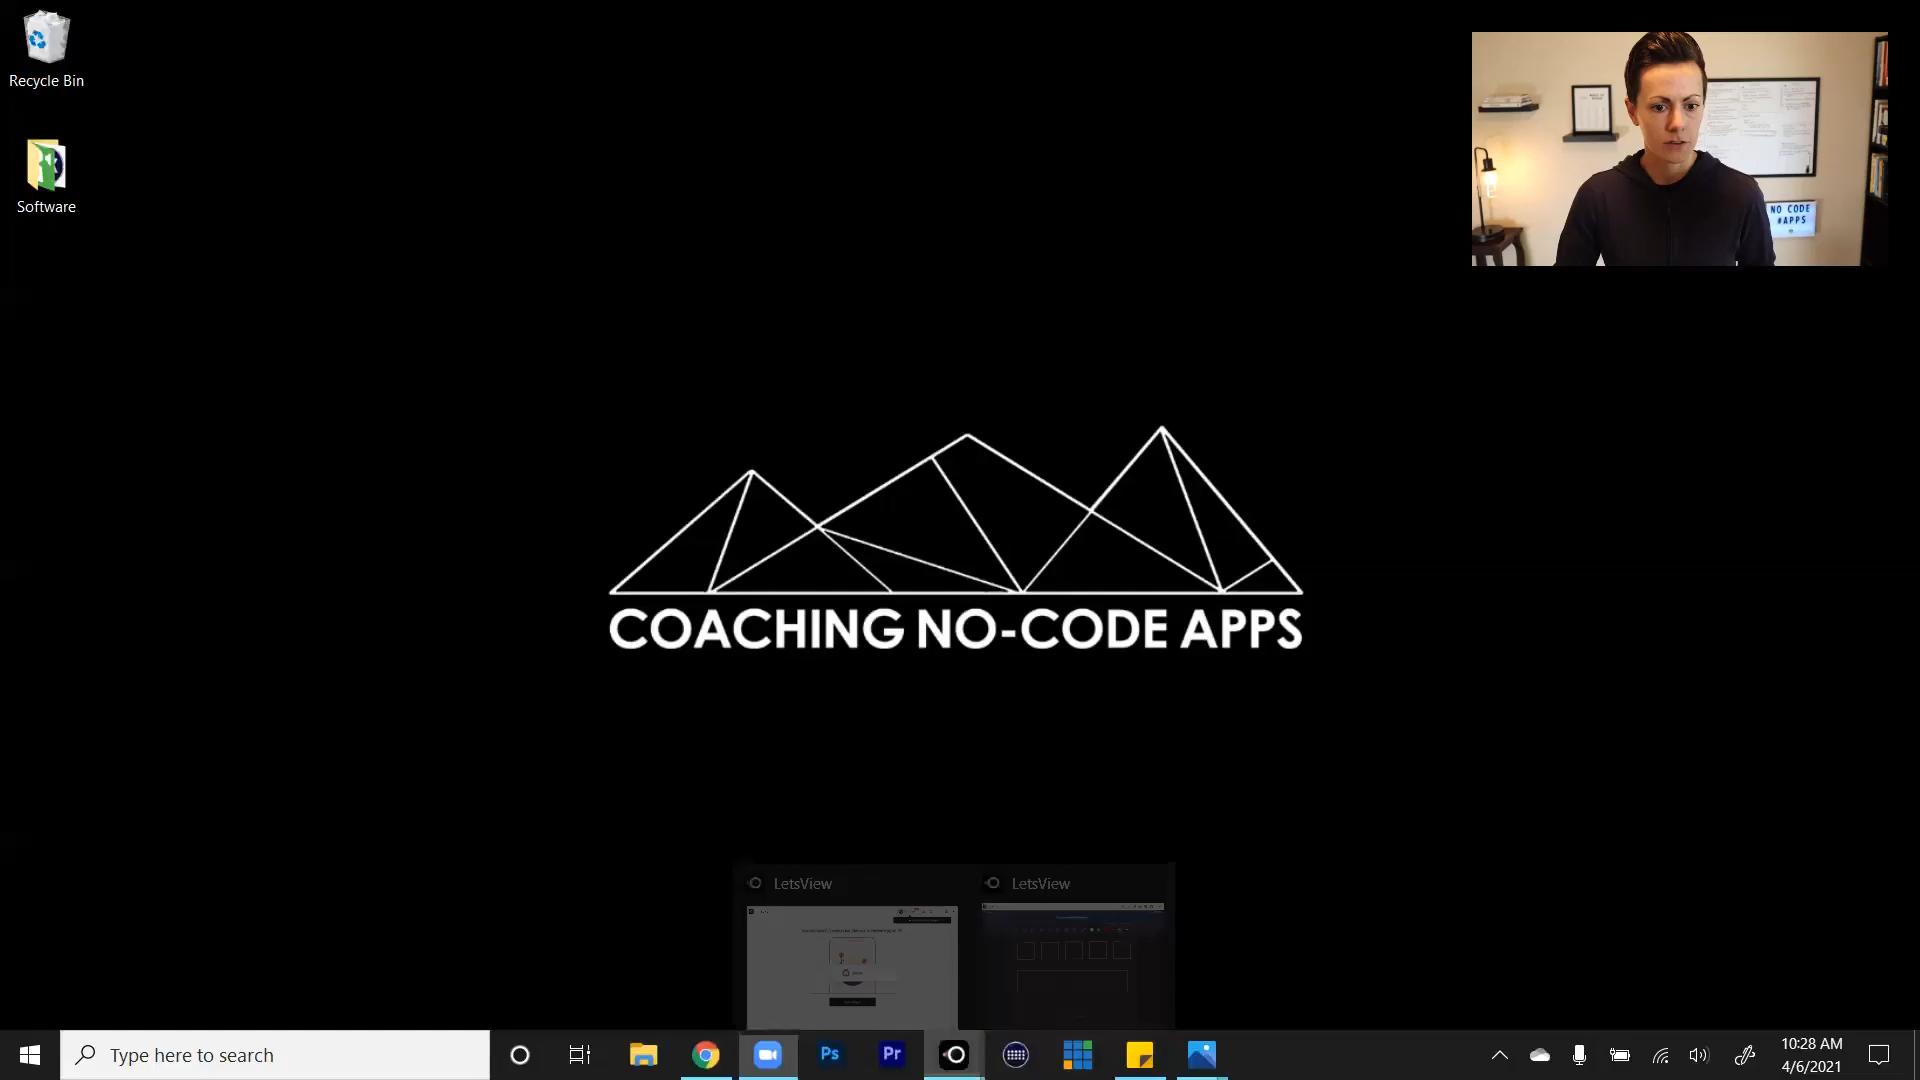 Recycle Bin
Software
NO CODE
#APPS
COACHING NO-CODE APPS
LetsView
LetsView
Type here to search
Ps
Pr
10:28 AM
4/6/2021